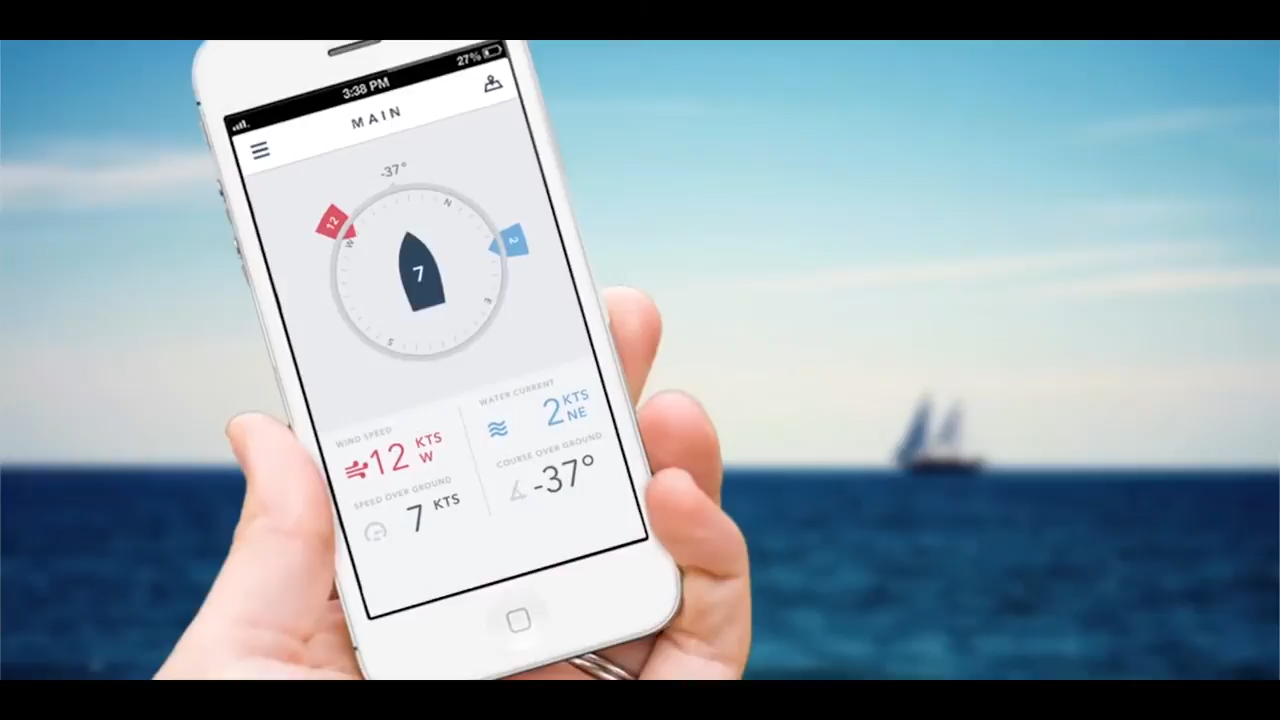 3:38 PM
27%
MAIN
-37°
N
12
W
2
7
E
S
WIND SPEED
12 KTS W
WATER CURRENT
2 KTS NE
SPEED OVER GROUND
7 KTS
COURSE OVER GROUND
-37°